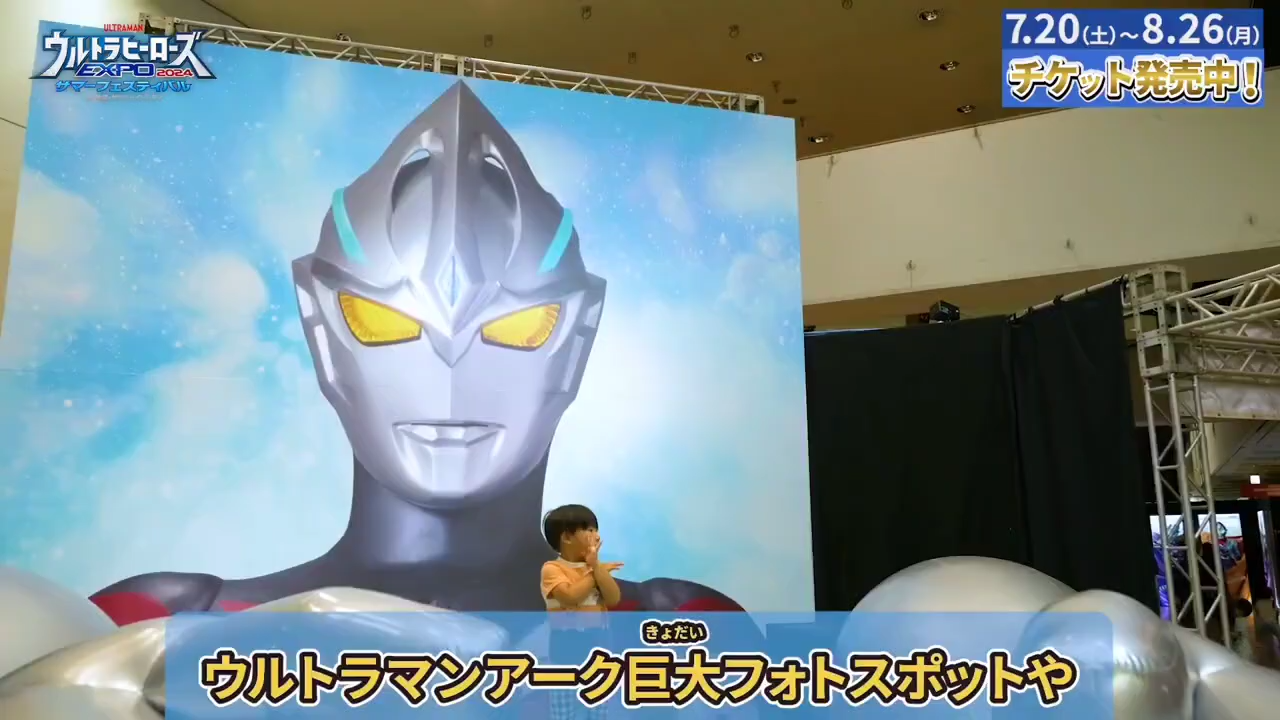 ULTRAMAN
ウルトラヒーローズ
EXPO 2024
サマーフェスティバル
7.20(土)～8.26(月)
チケット発売中!
きょだい
ウルトラマンアーク巨大フォトスポットや